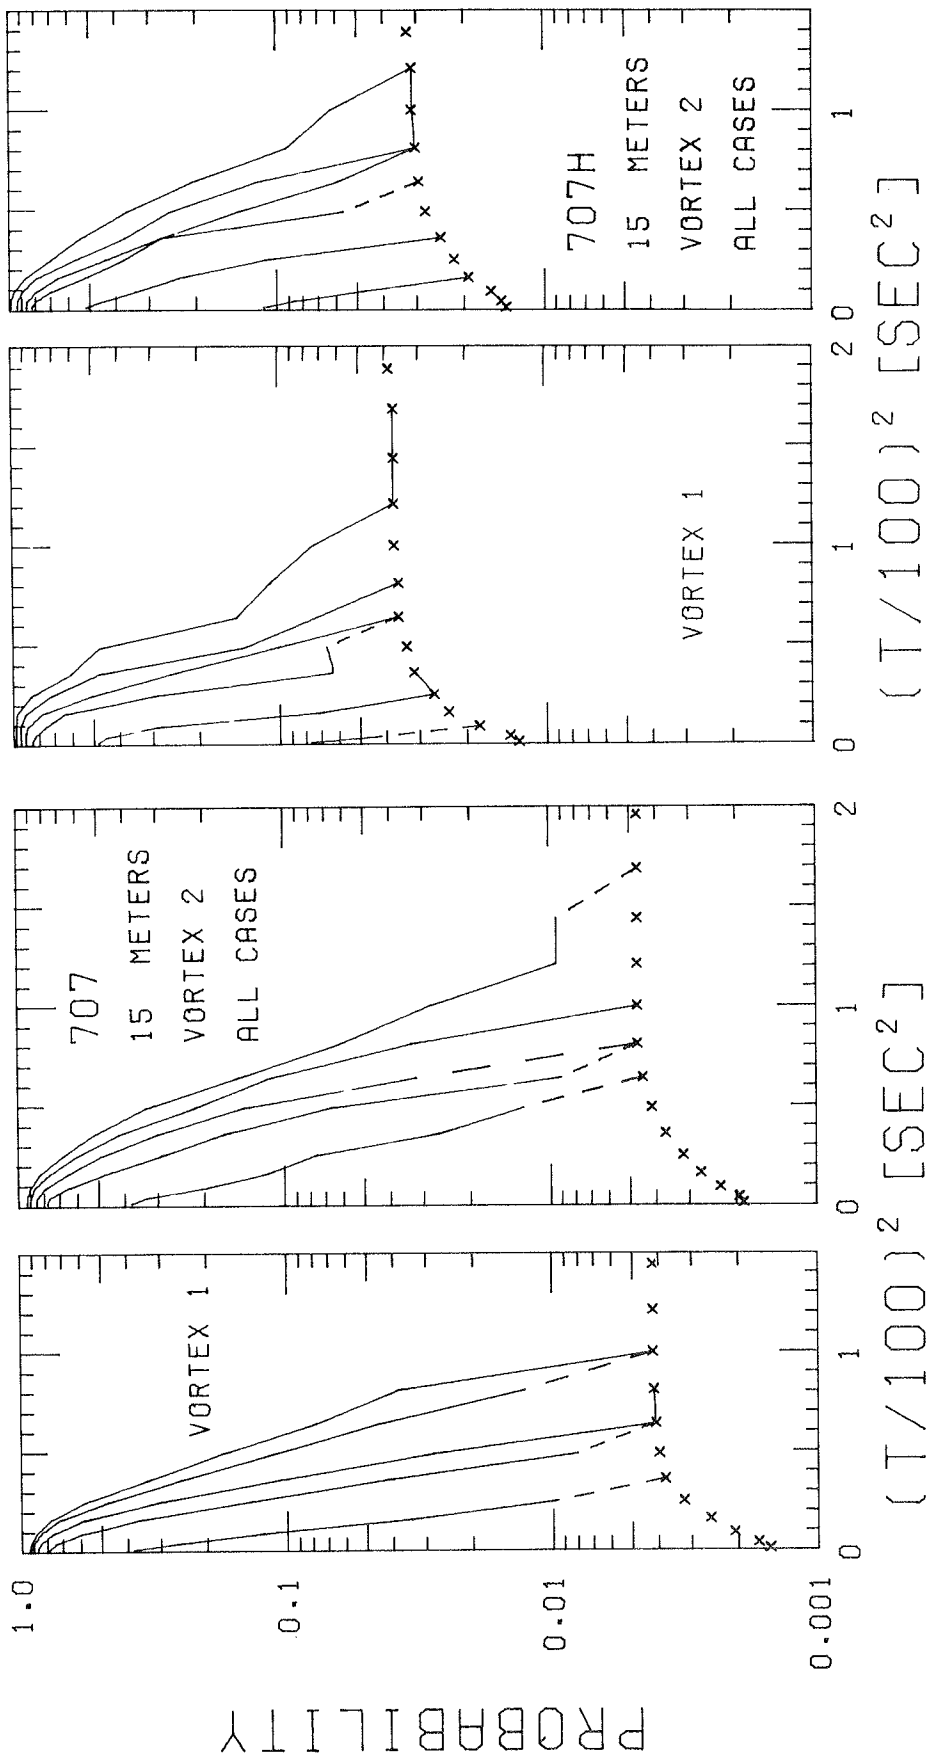 PROBABILITY
1.0
0.1
0.01
0.001
VORTEX 1
0
1
707
15 METERS
VORTEX 2
ALL CASES
0
1
2
(T/100)² [SEC²]
VORTEX 1
0
1
2
707H
15 METERS
VORTEX 2
ALL CASES
0
1
(T/100)² [SEC²]